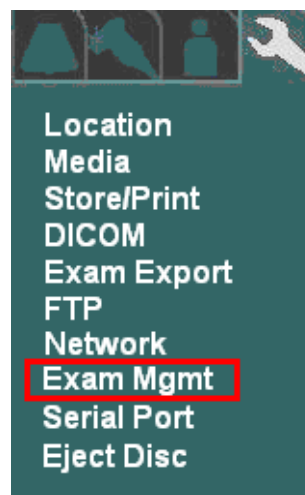 Location
Media
Store/Print
DICOM
Exam Export
FTP
Network
Exam Mgmt
Serial Port
Eject Disc